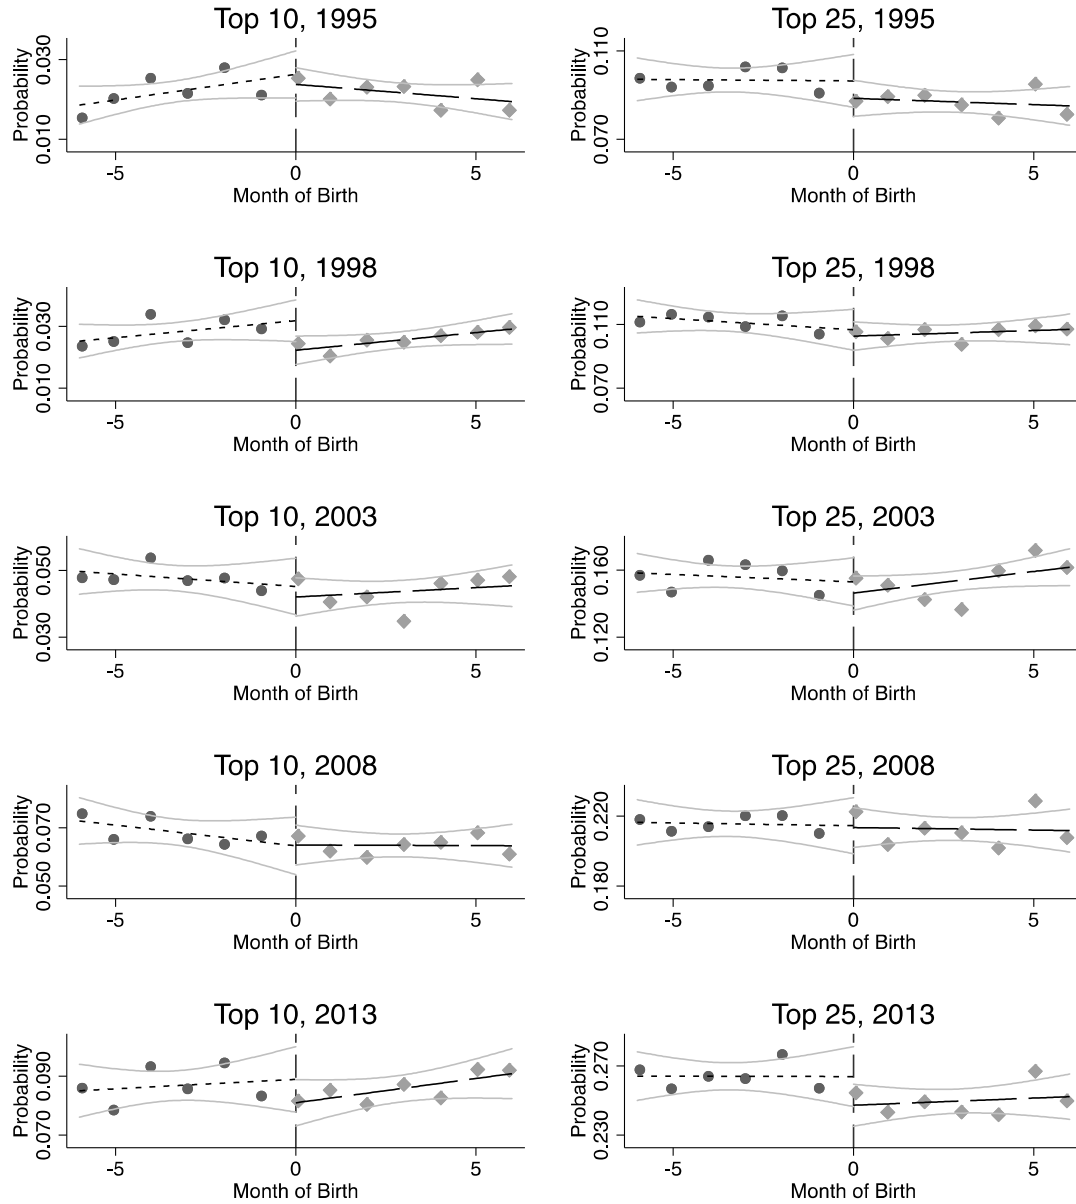 Top 10, 1995
Probability
0.030
0.010
-5 0 5
Month of Birth
Top 25, 1995
Probability
0.110
0.070
-5 0 5
Month of Birth
Top 10, 1998
Probability
0.030
0.010
-5 0 5
Month of Birth
Top 25, 1998
Probability
0.110
0.070
-5 0 5
Month of Birth
Top 10, 2003
Probability
0.050
0.030
-5 0 5
Month of Birth
Top 25, 2003
Probability
0.160
0.120
-5 0 5
Month of Birth
Top 10, 2008
Probability
0.070
0.050
-5 0 5
Month of Birth
Top 25, 2008
Probability
0.220
0.180
-5 0 5
Month of Birth
Top 10, 2013
Probability
0.090
0.070
-5 0 5
Month of Birth
Top 25, 2013
Probability
0.270
0.230
-5 0 5
Month of Birth